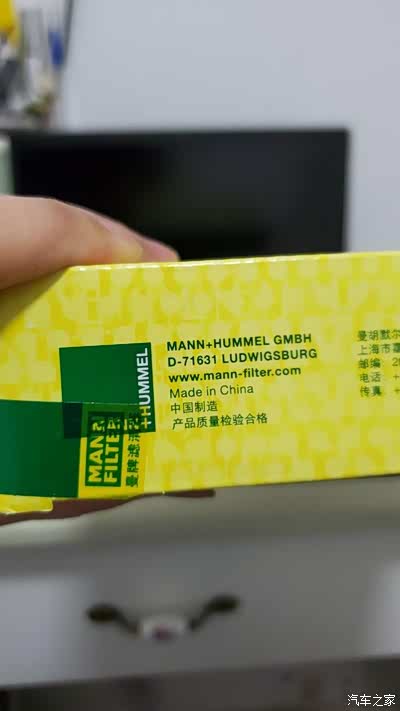 MANN+HUMMEL GMBH
D-71631 LUDWIGSBURG
www.mann-filter.com
Made in China
中国制造
产品质量检验合格
+HUMMEL
MANN
FILTER
曼牌滤清
曼胡默尔
上海市
邮编: 2
电话: +
传真: +
汽车之家